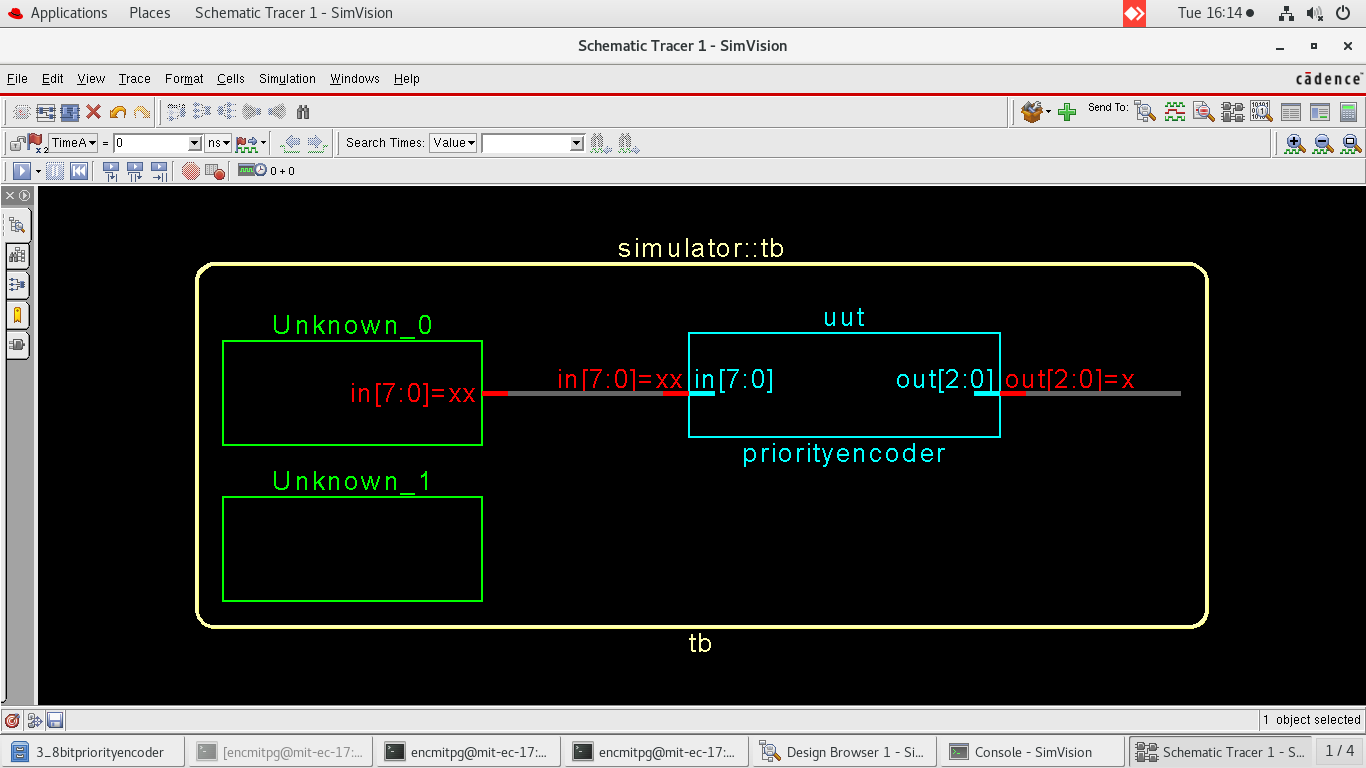 Applications Places Schematic Tracer 1 - SimVision Tue 16:14
Schematic Tracer 1 - SimVision
File Edit View Trace Format Cells Simulation Windows Help cādence
Send To:
TimeA = 0 ns Search Times: Value
0 + 0
simulator::tb
Unknown_0 uut
in[7:0]=xx in[7:0]=xx in[7:0] out[2:0] out[2:0]=x
priorityencoder
Unknown_1
tb
1 object selected
3_8bitpriorityencoder [encmitpg@mit-ec-17:... encmitpg@mit-ec-17:... encmitpg@mit-ec-17:... Design Browser 1 - Si... Console - SimVision Schematic Tracer 1 - S... 1 / 4